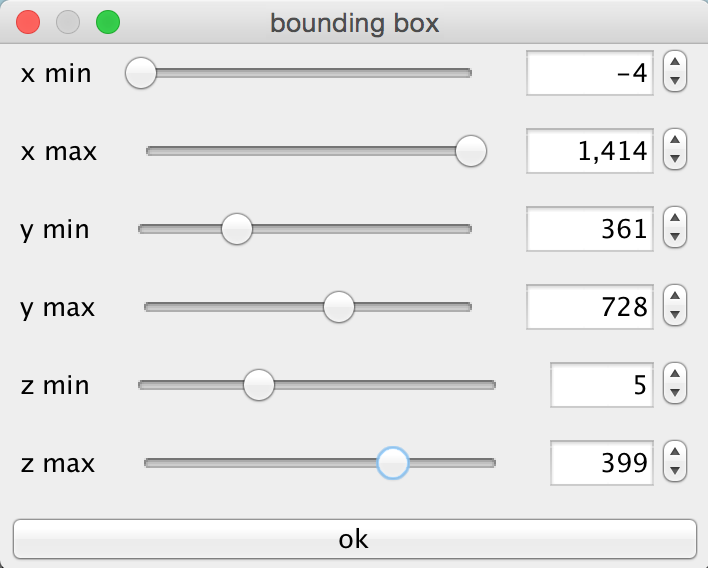 bounding box
x min -4
x max 1,414
y min 361
y max 728
z min 5
z max 399
ok